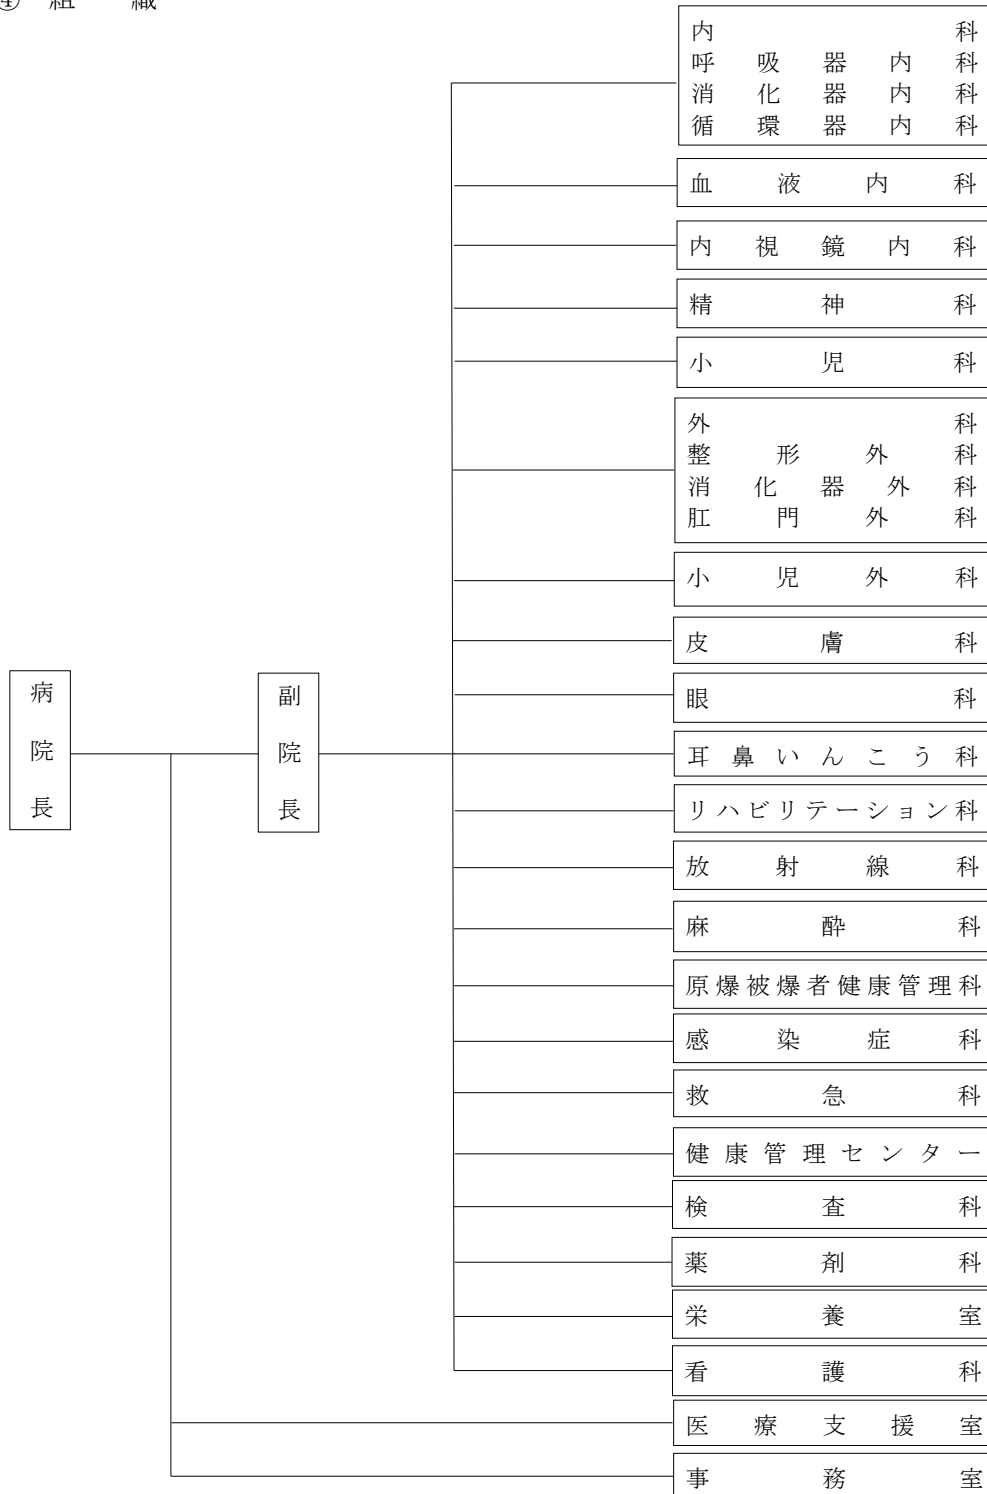 ④ 組織
内科
呼吸器内科
消化器内科
循環器内科
血液内科
内視鏡内科
精神科
小児科
外科
整形外科
消化器外科
肛門外科
小児外科
皮膚科
病院長
副院長
眼科
耳鼻いんこう科
リハビリテーション科
放射線科
麻酔科
原爆被爆者健康管理科
感染症科
救急科
健康管理センター
検査科
薬剤科
栄養室
看護科
医療支援室
事務室